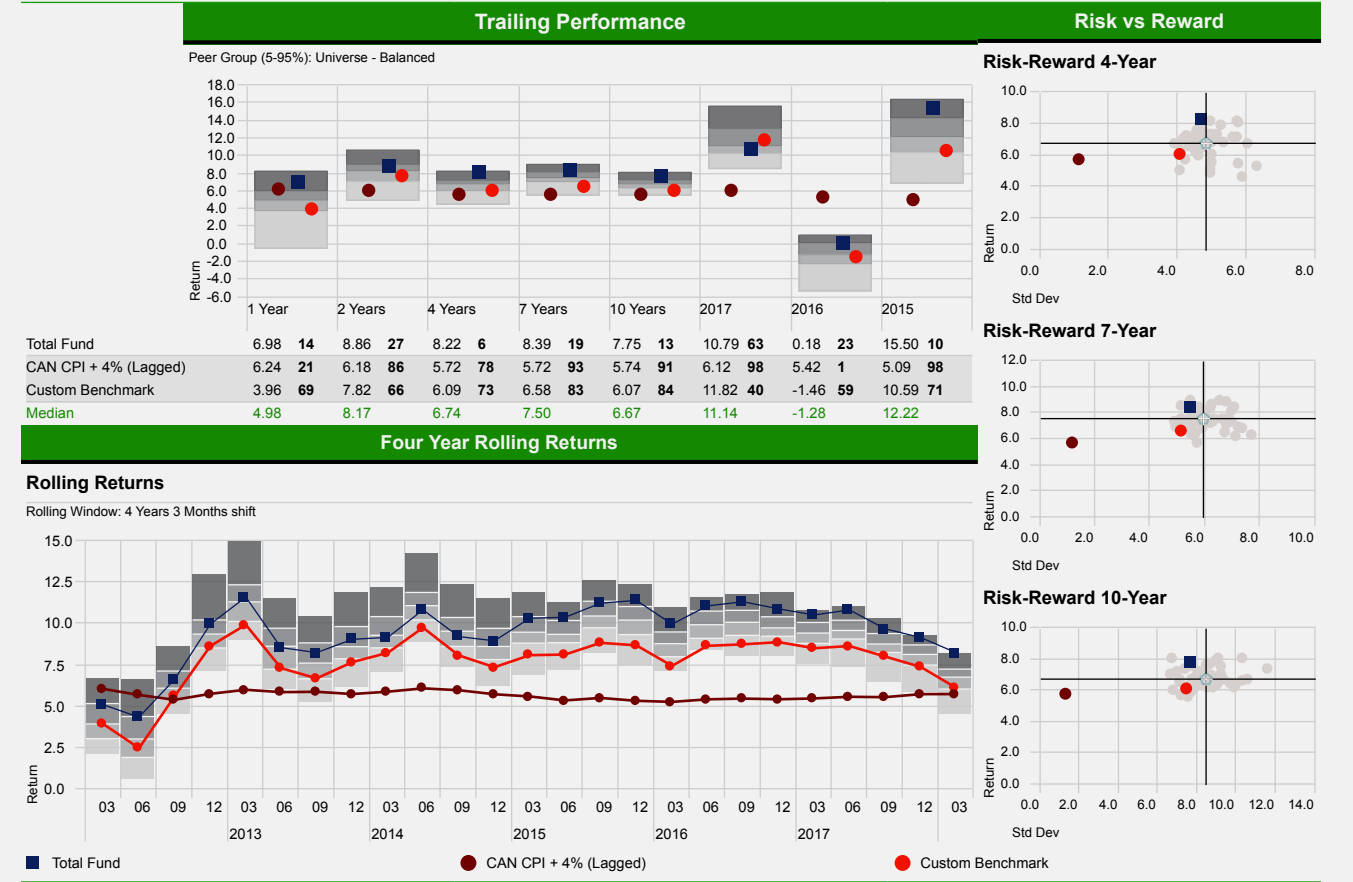 Trailing Performance
Peer Group (5-95%): Universe - Balanced
18.0
16.0
14.0
12.0
10.0
8.0
6.0
4.0
2.0
0.0
-2.0
-4.0
-6.0
Return
1 Year 2 Years 4 Years 7 Years 10 Years 2017 2016 2015
Total Fund 6.98 14 8.86 27 8.22 6 8.39 19 7.75 13 10.79 63 0.18 23 15.50 10
CAN CPI + 4% (Lagged) 6.24 21 6.18 86 5.72 78 5.72 93 5.74 91 6.12 98 5.42 1 5.09 98
Custom Benchmark 3.96 69 7.82 66 6.09 73 6.58 83 6.07 84 11.82 40 -1.46 59 10.59 71
Median 4.98 8.17 6.74 7.50 6.67 11.14 -1.28 12.22
Four Year Rolling Returns
Rolling Returns
Rolling Window: 4 Years 3 Months shift
15.0
12.5
10.0
7.5
5.0
2.5
0.0
Return
03 06 09 12 03 06 09 12 03 06 09 12 03 06 09 12 03 06 09 12 03 06 09 12 03
2013 2014 2015 2016 2017
Total Fund CAN CPI + 4% (Lagged) Custom Benchmark
Risk vs Reward
Risk-Reward 4-Year
10.0
8.0
6.0
4.0
2.0
0.0
Return
0.0 2.0 4.0 6.0 8.0
Std Dev
Risk-Reward 7-Year
12.0
10.0
8.0
6.0
4.0
2.0
0.0
Return
0.0 2.0 4.0 6.0 8.0 10.0
Std Dev
Risk-Reward 10-Year
10.0
8.0
6.0
4.0
2.0
0.0
Return
0.0 2.0 4.0 6.0 8.0 10.0 12.0 14.0
Std Dev